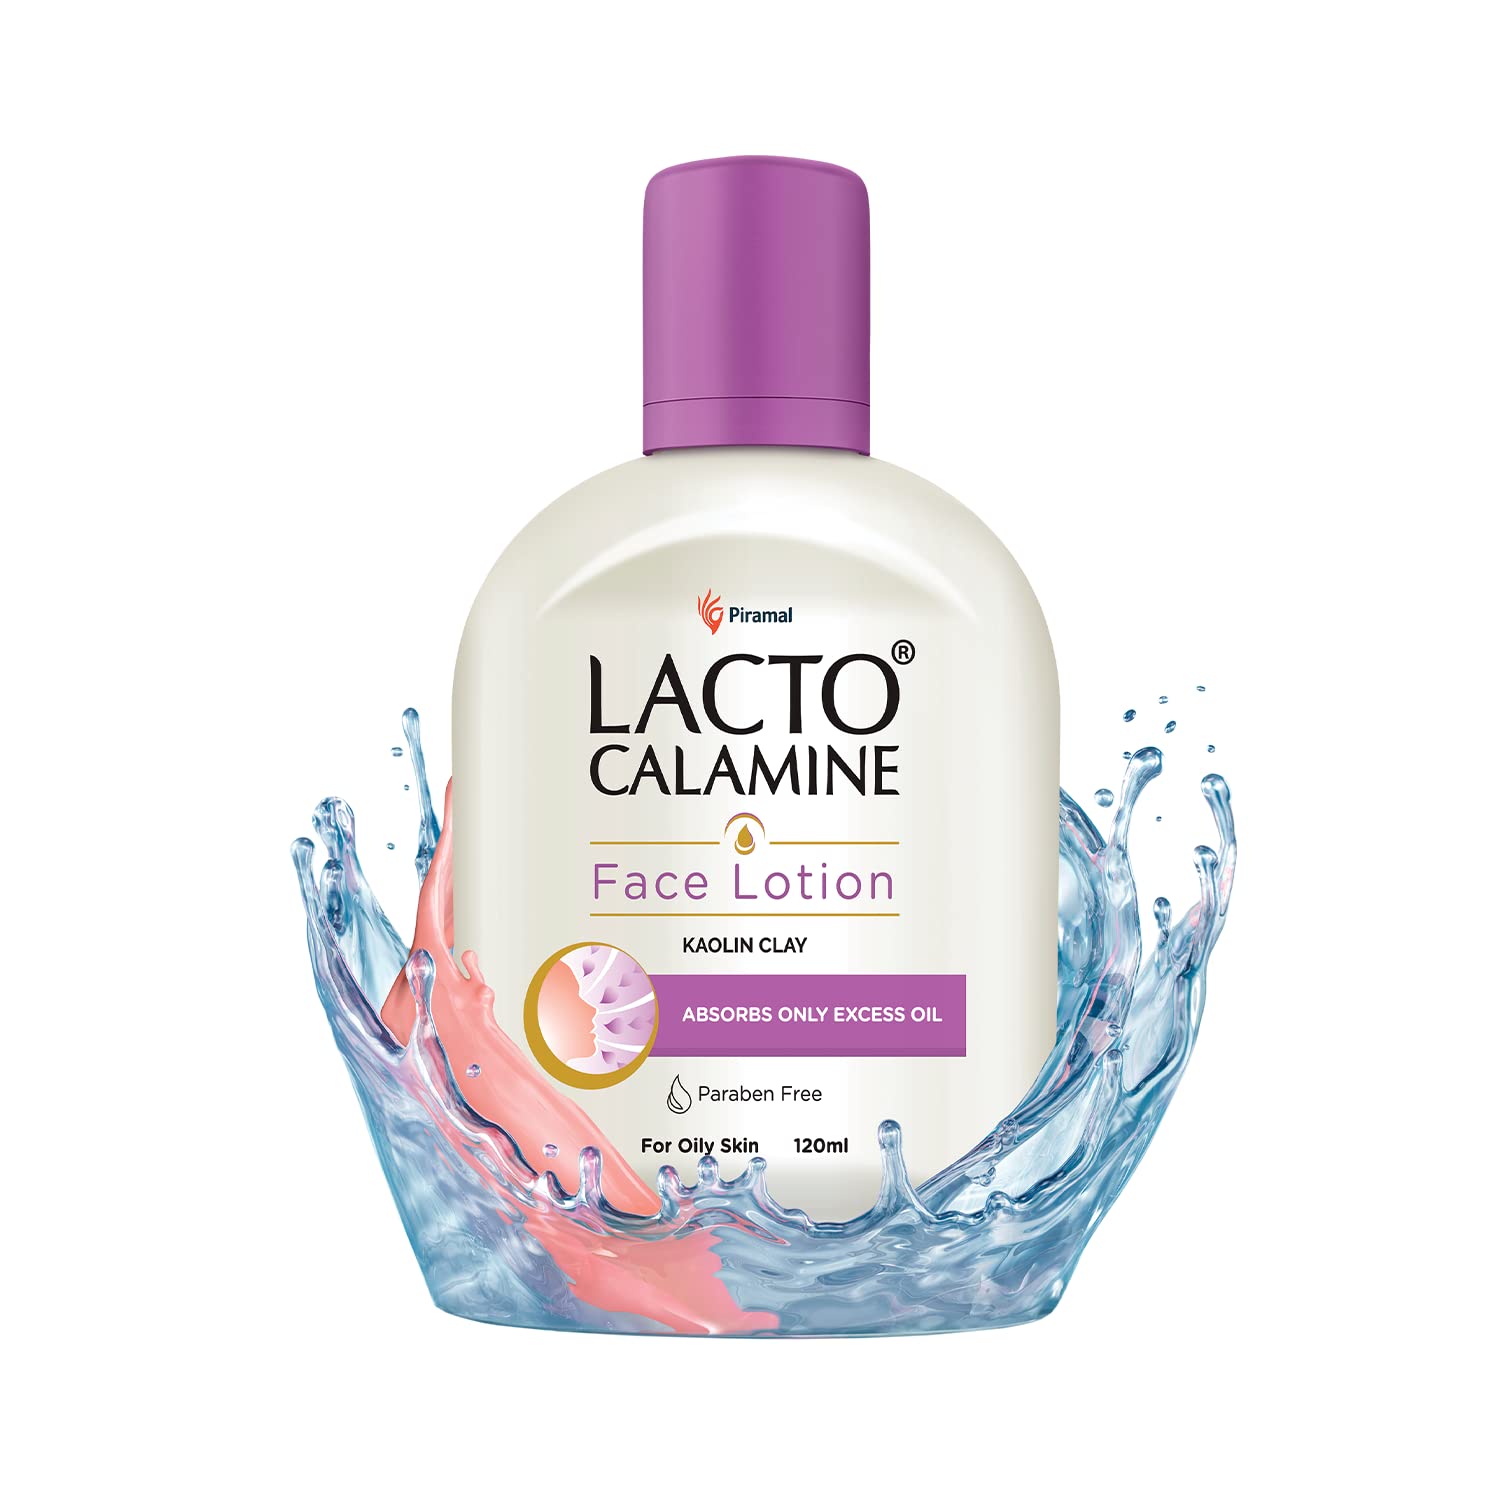 Piramal
LACTO®
CALAMINE
Face Lotion
KAOLIN CLAY
ABSORBS ONLY EXCESS OIL
Paraben Free
For Oily Skin 120ml